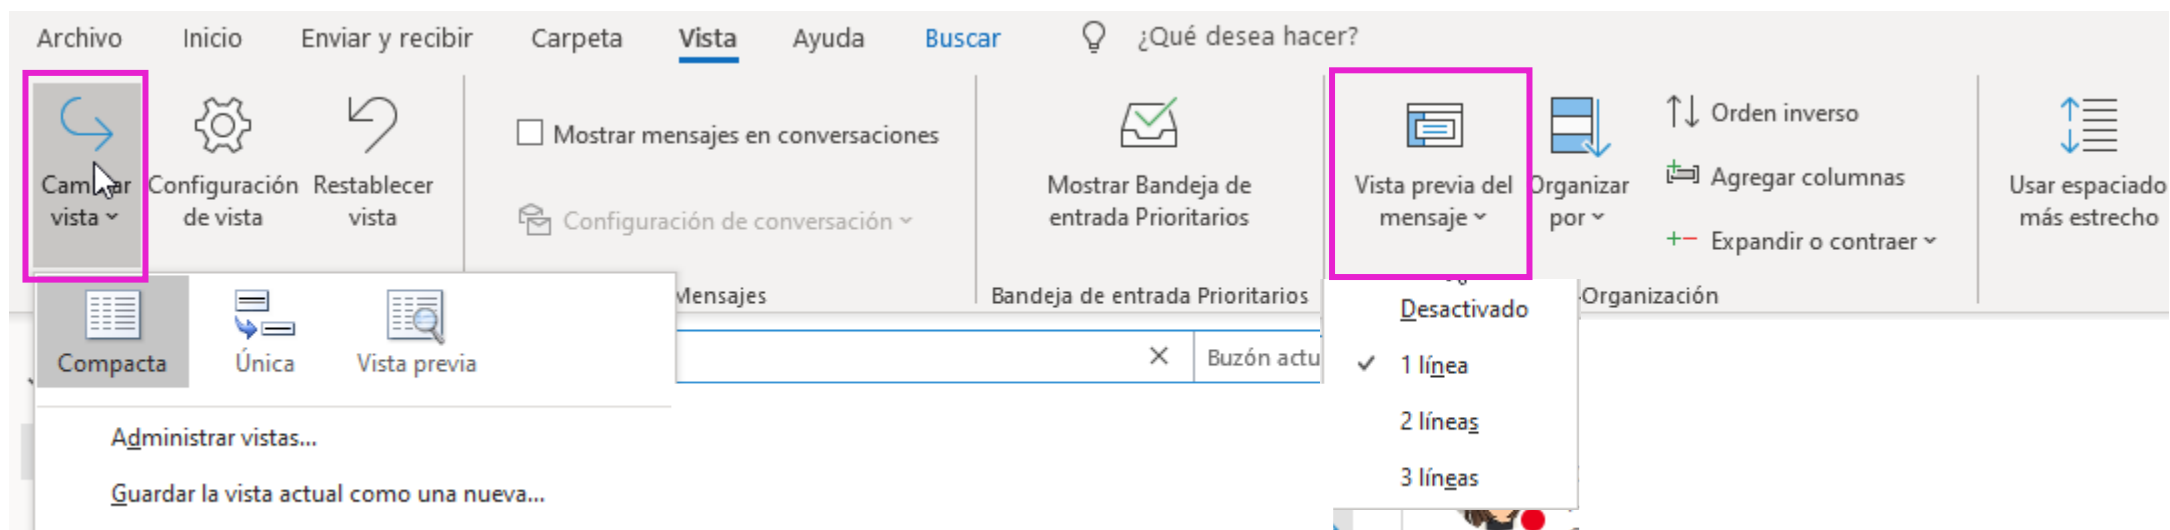 Archivo Inicio Enviar y recibir Carpeta Vista Ayuda Buscar ¿Qué desea hacer?
Cambiar
vista
Configuración
de vista
Restablecer
vista
Mostrar mensajes en conversaciones
Configuración de conversación
Mensajes
Mostrar Bandeja de
entrada Prioritarios
Bandeja de entrada Prioritarios
Vista previa del
mensaje
Organizar
por
Orden inverso
Agregar columnas
Expandir o contraer
Organización
Usar espaciado
más estrecho
Compacta Única Vista previa
Administrar vistas...
Guardar la vista actual como una nueva...
Buzón actu
Desactivado
1 línea
2 líneas
3 líneas